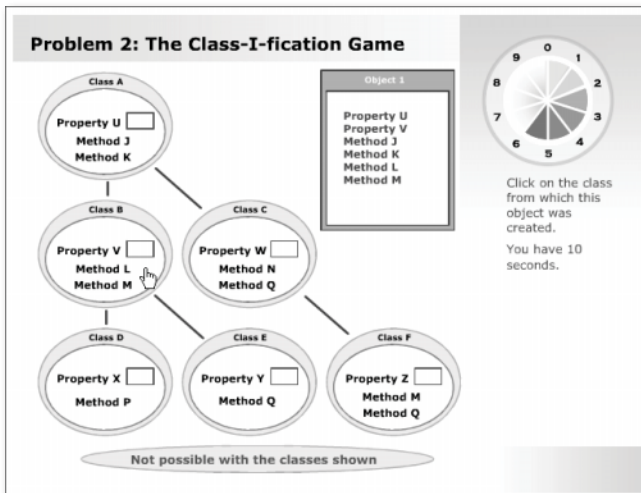 Problem 2: The Class-I-fication Game
Class A
Property U
Method J
Method K
Class B
Property V
Method L
Method M
Class C
Property W
Method N
Method Q
Class D
Property X
Method P
Class E
Property Y
Method Q
Class F
Property Z
Method M
Method Q
Not possible with the classes shown
Object 1
Property U
Property V
Method J
Method K
Method L
Method M
0
1
2
3
4
5
6
7
8
9
Click on the class
from which this
object was
created.
You have 10
seconds.